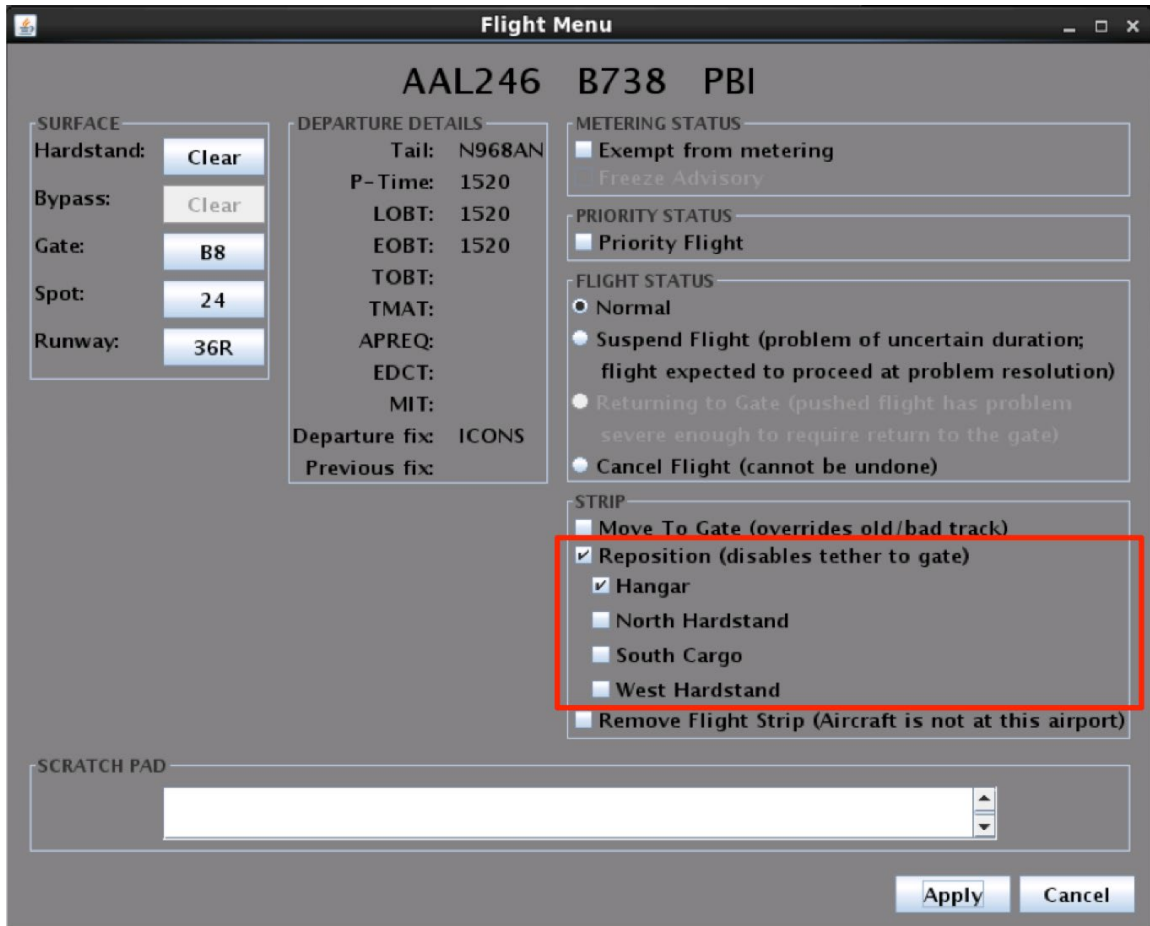 Flight Menu
AAL246 B738 PBI
SURFACE
Hardstand: Clear
Bypass: Clear
Gate: B8
Spot: 24
Runway: 36R
DEPARTURE DETAILS
Tail: N968AN
P-Time: 1520
LOBT: 1520
EOBT: 1520
TOBT:
TMAT:
APREQ:
EDCT:
MIT:
Departure fix: ICONS
Previous fix:
METERING STATUS
Exempt from metering
Freeze Advisory
PRIORITY STATUS
Priority Flight
FLIGHT STATUS
Normal
Suspend Flight (problem of uncertain duration;
flight expected to proceed at problem resolution)
Returning to Gate (pushed flight has problem
severe enough to require return to the gate)
Cancel Flight (cannot be undone)
STRIP
Move To Gate (overrides old/bad track)
Reposition (disables tether to gate)
Hangar
North Hardstand
South Cargo
West Hardstand
Remove Flight Strip (Aircraft is not at this airport)
SCRATCH PAD
Apply Cancel